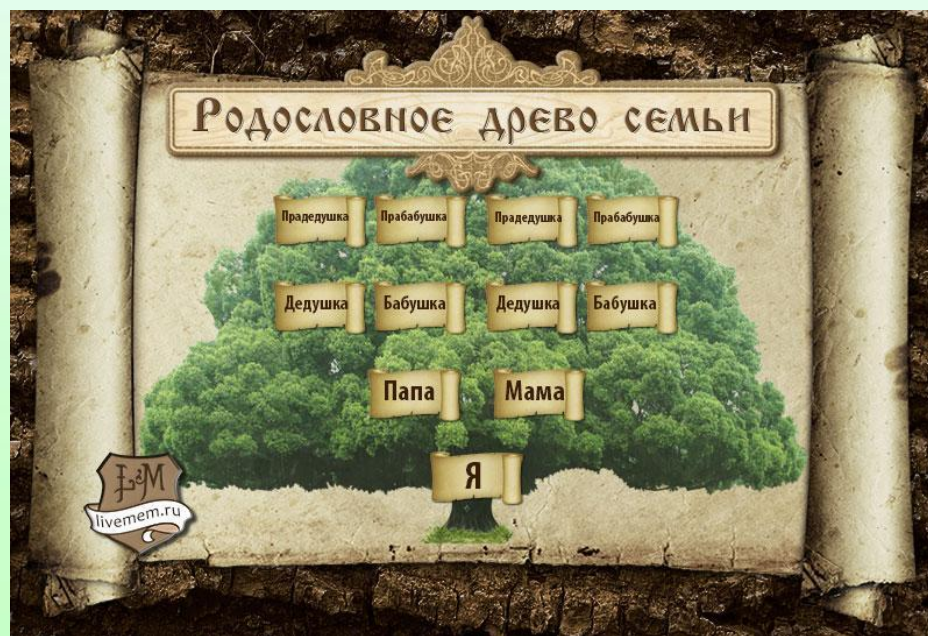 Родословное древо семьи
Прадедушка Прабабушка Прадедушка Прабабушка
Дедушка Бабушка Дедушка Бабушка
Папа Мама
Я
L&M
livemem.ru